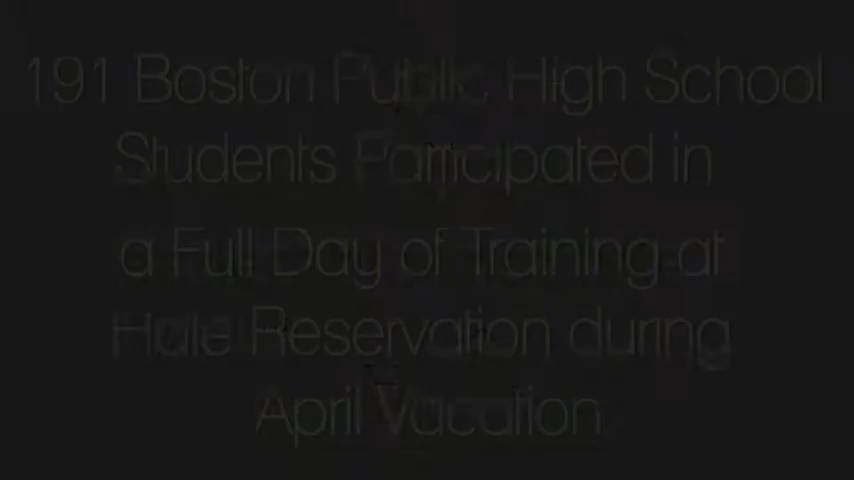 191 Boston Public High School
Students Participated in
a Full Day of Training at
Hale Reservation during
April Vacation